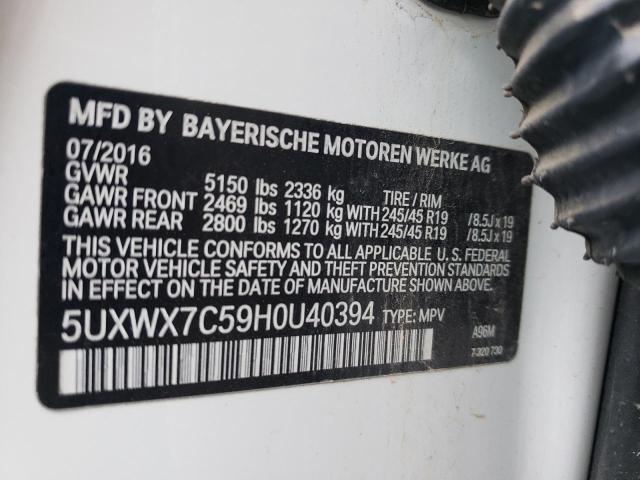 MFD BY BAYERISCHE MOTOREN WERKE AG
07/2016
GVWR 5150 lbs 2336 kg TIRE / RIM
GAWR FRONT 2469 lbs 1120 kg WITH 245/45 R19 /8.5J x 19
GAWR REAR 2800 lbs 1270 kg WITH 245/45 R19 /8.5J x 19
THIS VEHICLE CONFORMS TO ALL APPLICABLE U. S. FEDERAL
MOTOR VEHICLE SAFETY AND THEFT PREVENTION STANDARDS
IN EFFECT ON THE DATE OF MANUFACTURE SHOWN ABOVE.
5UXWX7C59H0U40394 TYPE: MPV A96M
7 320 730